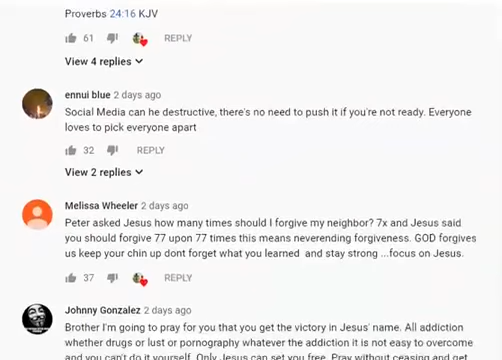 Proverbs 24:16 KJV
61 REPLY
View 4 replies
ennui blue 2 days ago
Social Media can he destructive, there's no need to push it if you're not ready. Everyone
loves to pick everyone apart
32 REPLY
View 2 replies
Melissa Wheeler 2 days ago
Peter asked Jesus how many times should I forgive my neighbor? 7x and Jesus said
you should forgive 77 upon 77 times this means neverending forgiveness. GOD forgives
us keep your chin up dont forget what you learned and stay strong ...focus on Jesus.
37 REPLY
Johnny Gonzalez 2 days ago
Brother I'm going to pray for you that you get the victory in Jesus' name. All addiction
whether drugs or lust or pornography whatever the addiction it is not easy to overcome
and you can't do it yourself. Only Jesus can set you free. Pray without ceasing and get